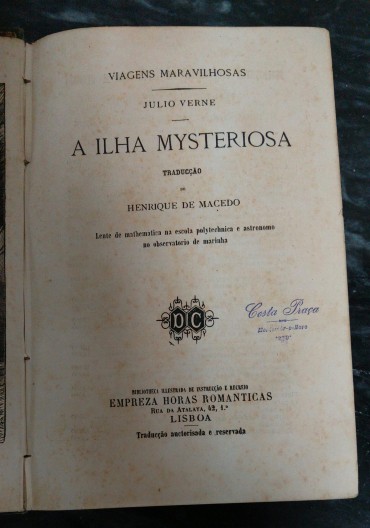 VIAGENS MARAVILHOSAS
JULIO VERNE
A ILHA MYSTERIOSA
TRADUCÇÃO
DE
HENRIQUE DE MACEDO
Lente de mathematica na escola polytechnica e astronomo
no observatorio de marinha
DC
Costa Praça
BIBLIOTHECA ILLUSTRADA DE INSTRUCÇÃO E RECREIO
EMPREZA HORAS ROMANTICAS
RUA DA ATALAYA, 42, 1.º
LISBOA
Traducção auctorisada e reservada